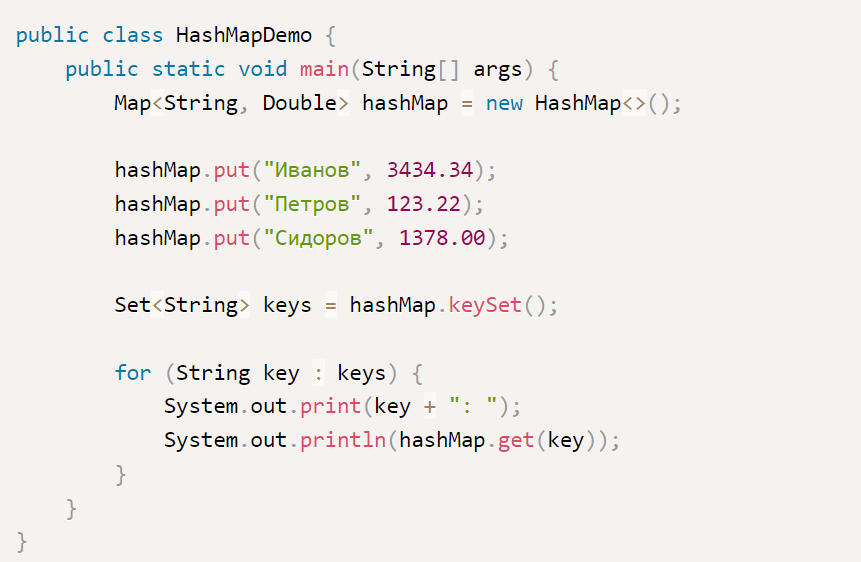 public class HashMapDemo {
    public static void main(String[] args) {
        Map<String, Double> hashMap = new HashMap<>();

        hashMap.put("Иванов", 3434.34);
        hashMap.put("Петров", 123.22);
        hashMap.put("Сидоров", 1378.00);

        Set<String> keys = hashMap.keySet();

        for (String key : keys) {
            System.out.print(key + ": ");
            System.out.println(hashMap.get(key));
        }
    }
}